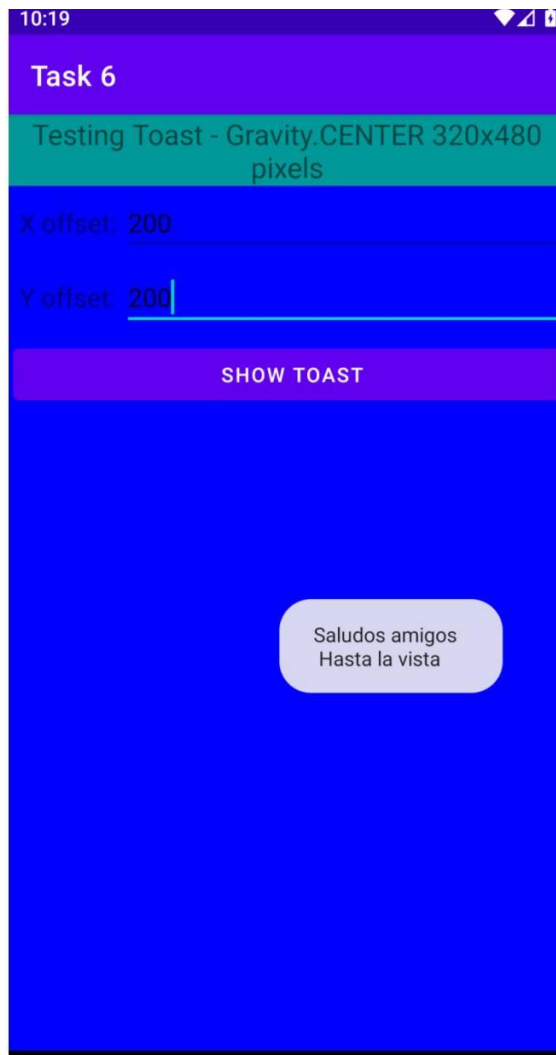 10:19
Task 6
Testing Toast - Gravity.CENTER 320x480
pixels
X offset: 200
Y offset: 200
SHOW TOAST
Saludos amigos
Hasta la vista